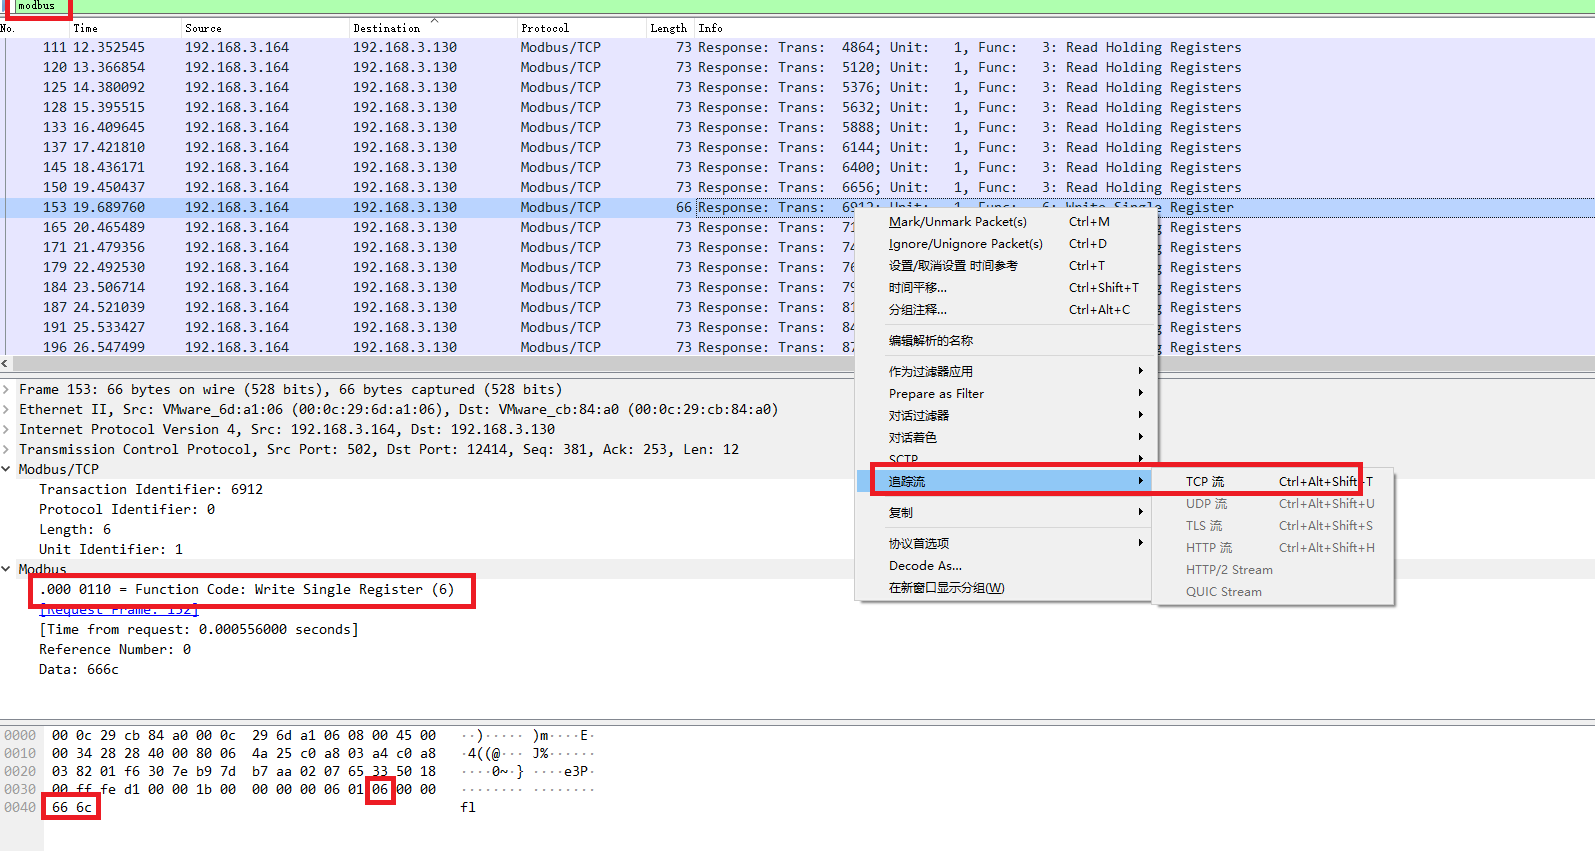 modbus
No. Time Source Destination Protocol Length Info
111 12.352545 192.168.3.164 192.168.3.130 Modbus/TCP 73 Response: Trans: 4864; Unit: 1, Func: 3: Read Holding Registers
120 13.366854 192.168.3.164 192.168.3.130 Modbus/TCP 73 Response: Trans: 5120; Unit: 1, Func: 3: Read Holding Registers
125 14.380092 192.168.3.164 192.168.3.130 Modbus/TCP 73 Response: Trans: 5376; Unit: 1, Func: 3: Read Holding Registers
128 15.395515 192.168.3.164 192.168.3.130 Modbus/TCP 73 Response: Trans: 5632; Unit: 1, Func: 3: Read Holding Registers
133 16.409645 192.168.3.164 192.168.3.130 Modbus/TCP 73 Response: Trans: 5888; Unit: 1, Func: 3: Read Holding Registers
137 17.421810 192.168.3.164 192.168.3.130 Modbus/TCP 73 Response: Trans: 6144; Unit: 1, Func: 3: Read Holding Registers
145 18.436171 192.168.3.164 192.168.3.130 Modbus/TCP 73 Response: Trans: 6400; Unit: 1, Func: 3: Read Holding Registers
150 19.450437 192.168.3.164 192.168.3.130 Modbus/TCP 73 Response: Trans: 6656; Unit: 1, Func: 3: Read Holding Registers
153 19.689760 192.168.3.164 192.168.3.130 Modbus/TCP 66 Response: Trans: 6912; Unit: 1, Func: 6: Write Single Register
165 20.465489 192.168.3.164 192.168.3.130 Modbus/TCP 73 Response: Trans: 71 g Registers
171 21.479356 192.168.3.164 192.168.3.130 Modbus/TCP 73 Response: Trans: 74 g Registers
179 22.492530 192.168.3.164 192.168.3.130 Modbus/TCP 73 Response: Trans: 76 g Registers
184 23.506714 192.168.3.164 192.168.3.130 Modbus/TCP 73 Response: Trans: 79 g Registers
187 24.521039 192.168.3.164 192.168.3.130 Modbus/TCP 73 Response: Trans: 81 g Registers
191 25.533427 192.168.3.164 192.168.3.130 Modbus/TCP 73 Response: Trans: 84 g Registers
196 26.547499 192.168.3.164 192.168.3.130 Modbus/TCP 73 Response: Trans: 87 g Registers
Mark/Unmark Packet(s) Ctrl+M
Ignore/Unignore Packet(s) Ctrl+D
设置/取消设置 时间参考 Ctrl+T
时间平移... Ctrl+Shift+T
分组注释... Ctrl+Alt+C
编辑解析的名称
作为过滤器应用
Prepare as Filter
对话过滤器
对话着色
SCTP
追踪流
复制
协议首选项
Decode As...
在新窗口显示分组(W)
TCP 流 Ctrl+Alt+Shift+T
UDP 流 Ctrl+Alt+Shift+U
TLS 流 Ctrl+Alt+Shift+S
HTTP 流 Ctrl+Alt+Shift+H
HTTP/2 Stream
QUIC Stream
Frame 153: 66 bytes on wire (528 bits), 66 bytes captured (528 bits)
Ethernet II, Src: VMware_6d:a1:06 (00:0c:29:6d:a1:06), Dst: VMware_cb:84:a0 (00:0c:29:cb:84:a0)
Internet Protocol Version 4, Src: 192.168.3.164, Dst: 192.168.3.130
Transmission Control Protocol, Src Port: 502, Dst Port: 12414, Seq: 381, Ack: 253, Len: 12
Modbus/TCP
Transaction Identifier: 6912
Protocol Identifier: 0
Length: 6
Unit Identifier: 1
Modbus
.000 0110 = Function Code: Write Single Register (6)
[Request Frame: 152]
[Time from request: 0.000556000 seconds]
Reference Number: 0
Data: 666c
0000 00 0c 29 cb 84 a0 00 0c 29 6d a1 06 08 00 45 00 ··)····· )m····E·
0010 00 34 28 28 40 00 80 06 4a 25 c0 a8 03 a4 c0 a8 ·4((@··· J%······
0020 03 82 01 f6 30 7e b9 7d b7 aa 02 07 65 33 50 18 ····0~·} ····e3P·
0030 00 ff fe d1 00 00 1b 00 00 00 00 06 01 06 00 00 ········ ········
0040 66 6c fl